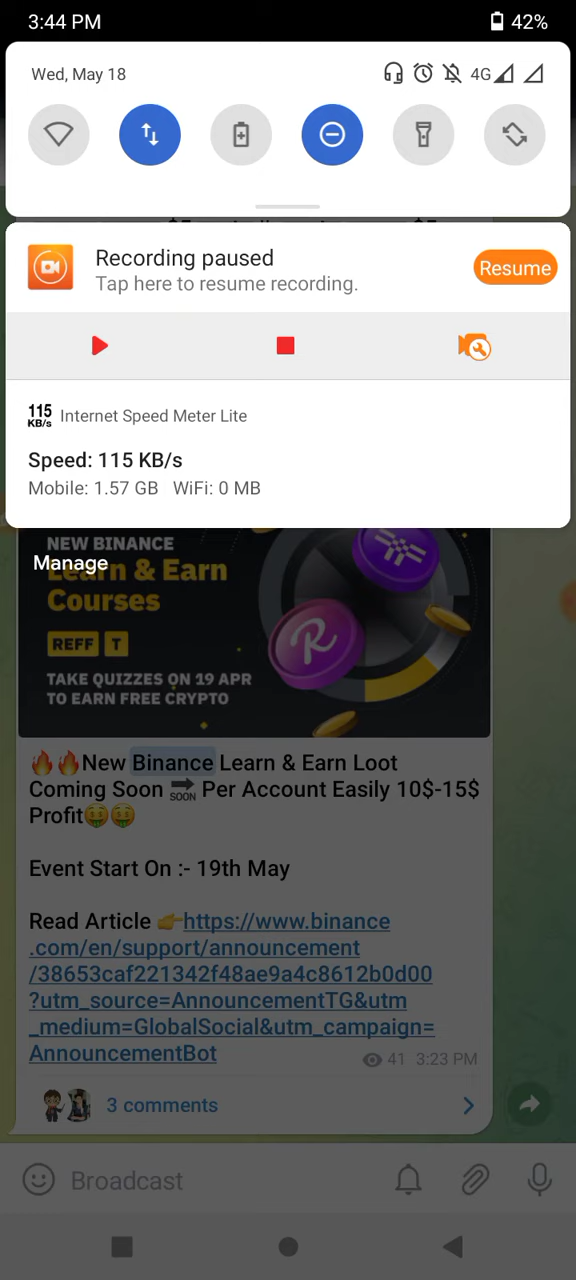 3:44 PM
42%
Wed, May 18
4G
Recording paused
Tap here to resume recording.
Resume
115
KB/s
Internet Speed Meter Lite
Speed: 115 KB/s
Mobile: 1.57 GB WiFi: 0 MB
NEW BINANCE
Manage
Learn & Earn
Courses
REFF T
TAKE QUIZZES ON 19 APR
TO EARN FREE CRYPTO
🔥🔥New Binance Learn & Earn Loot
Coming Soon 🔜 Per Account Easily 10$-15$
Profit🤑🤑
Event Start On :- 19th May
Read Article 👉https://www.binance
.com/en/support/announcement
/38653caf221342f48ae9a4c8612b0d00
?utm_source=AnnouncementTG&utm
_medium=GlobalSocial&utm_campaign=
AnnouncementBot
41 3:23 PM
3 comments
Broadcast